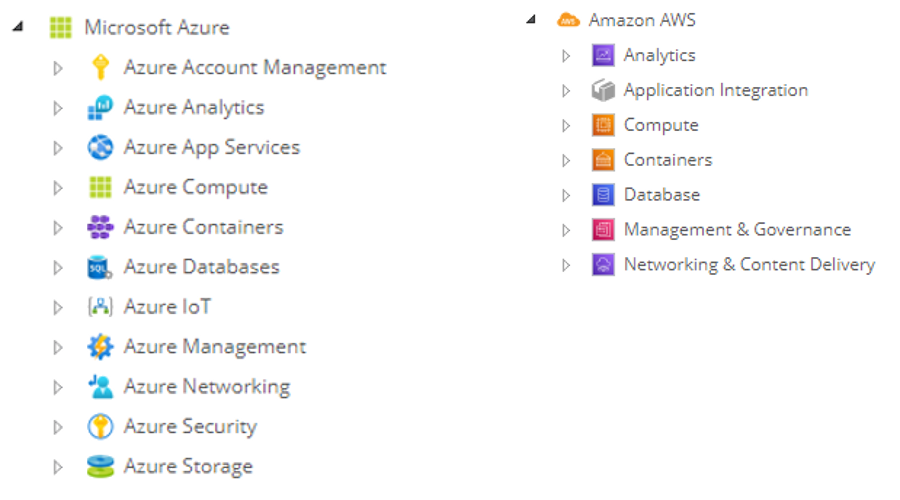 Microsoft Azure
Azure Account Management
Azure Analytics
Azure App Services
Azure Compute
Azure Containers
SQL
Azure Databases
Azure IoT
Azure Management
Azure Networking
Azure Security
Azure Storage
AWS
Amazon AWS
Analytics
Application Integration
Compute
Containers
Database
Management & Governance
Networking & Content Delivery